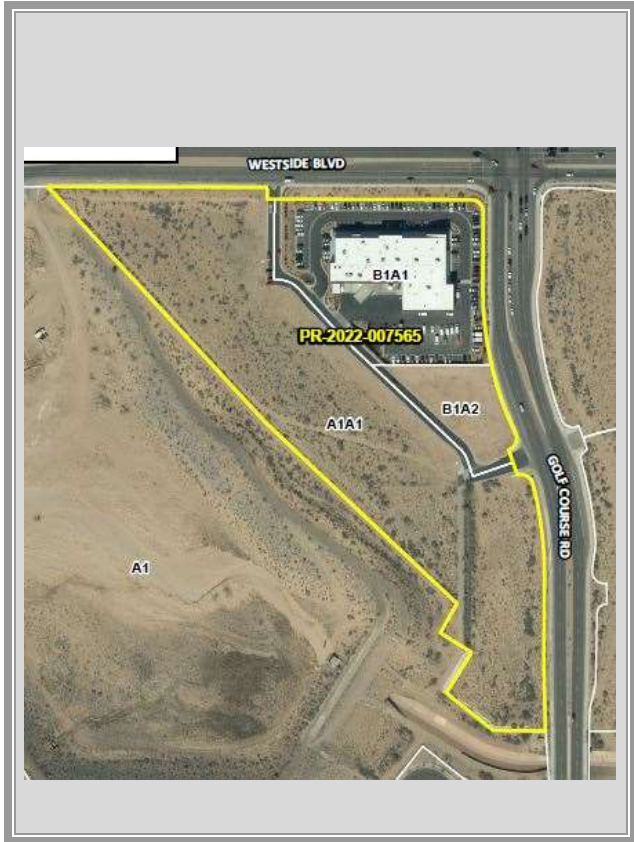 WESTSIDE BLVD
B1A1
PR-2022-007565
B1A2
A1A1
GOLF COURSE RD
A1